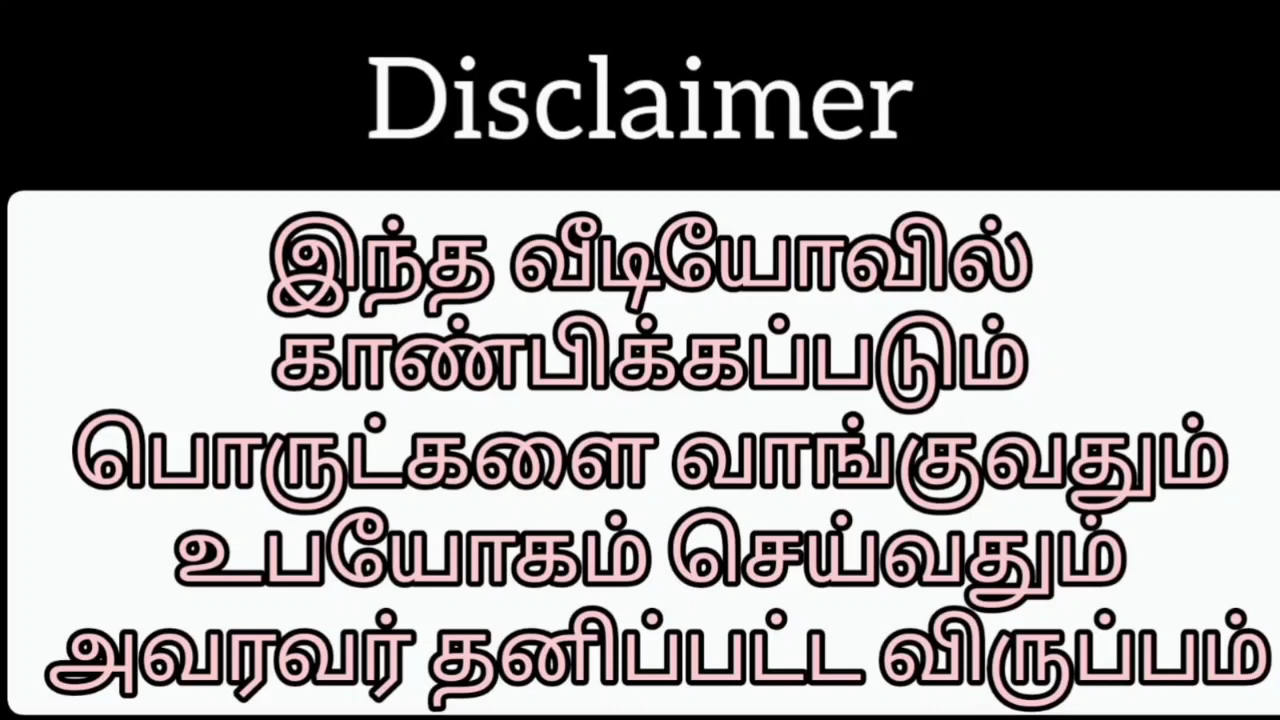 Disclaimer
இந்த வீடியோவில்
காண்பிக்கப்படும்
பொருட்களை வாங்குவதும்
உபயோகம் செய்வதும்
அவரவர் தனிப்பட்ட விருப்பம்